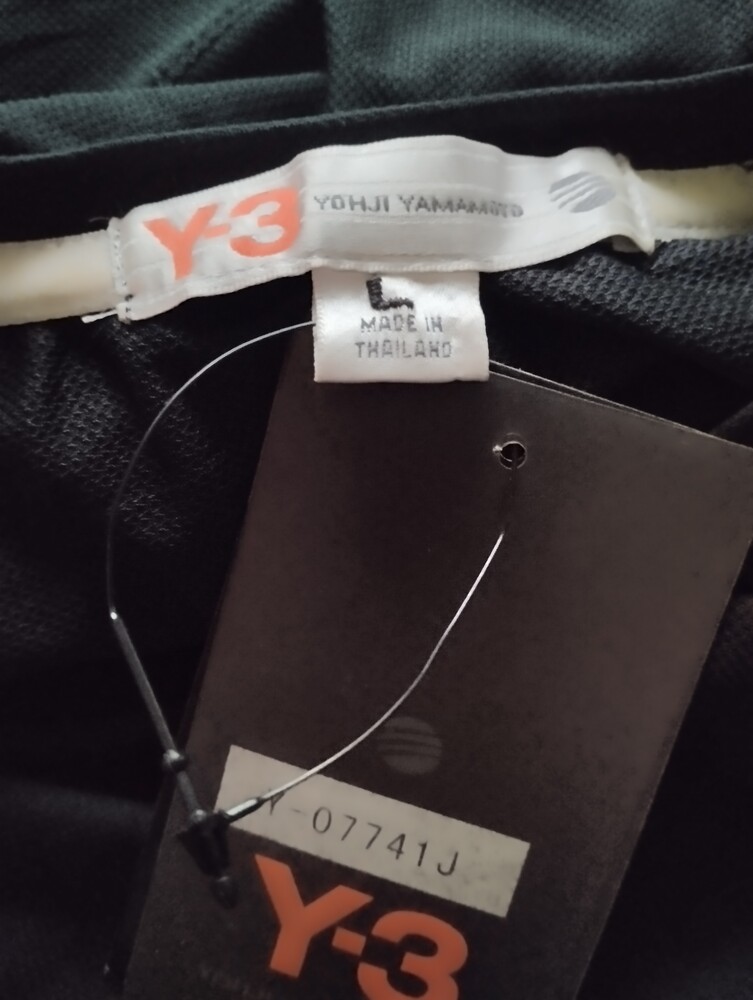 Y-3 YOHJI YAMAMOTO
L
MADE IN
THAILAND
Y-07741J
Y-3